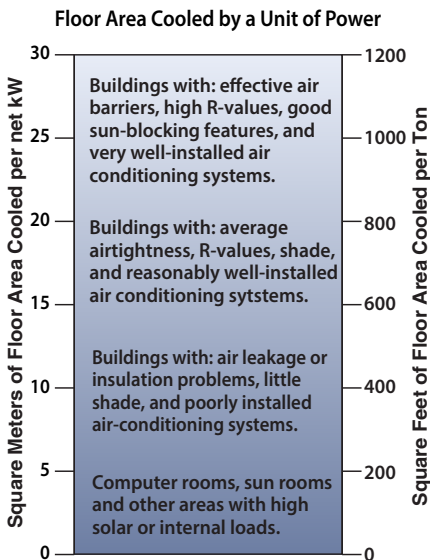 Floor Area Cooled by a Unit of Power
Square Meters of Floor Area Cooled per net kW
30
25
20
15
10
5
0
Buildings with: effective air
barriers, high R-values, good
sun-blocking features, and
very well-installed air
conditioning systems.
Buildings with: average
airtightness, R-values, shade,
and reasonably well-installed
air conditioning sytstems.
Buildings with: air leakage or
insulation problems, little
shade, and poorly installed
air-conditioning systems.
Computer rooms, sun rooms
and other areas with high
solar or internal loads.
1200
1000
800
600
400
200
0
Square Feet of Floor Area Cooled per Ton